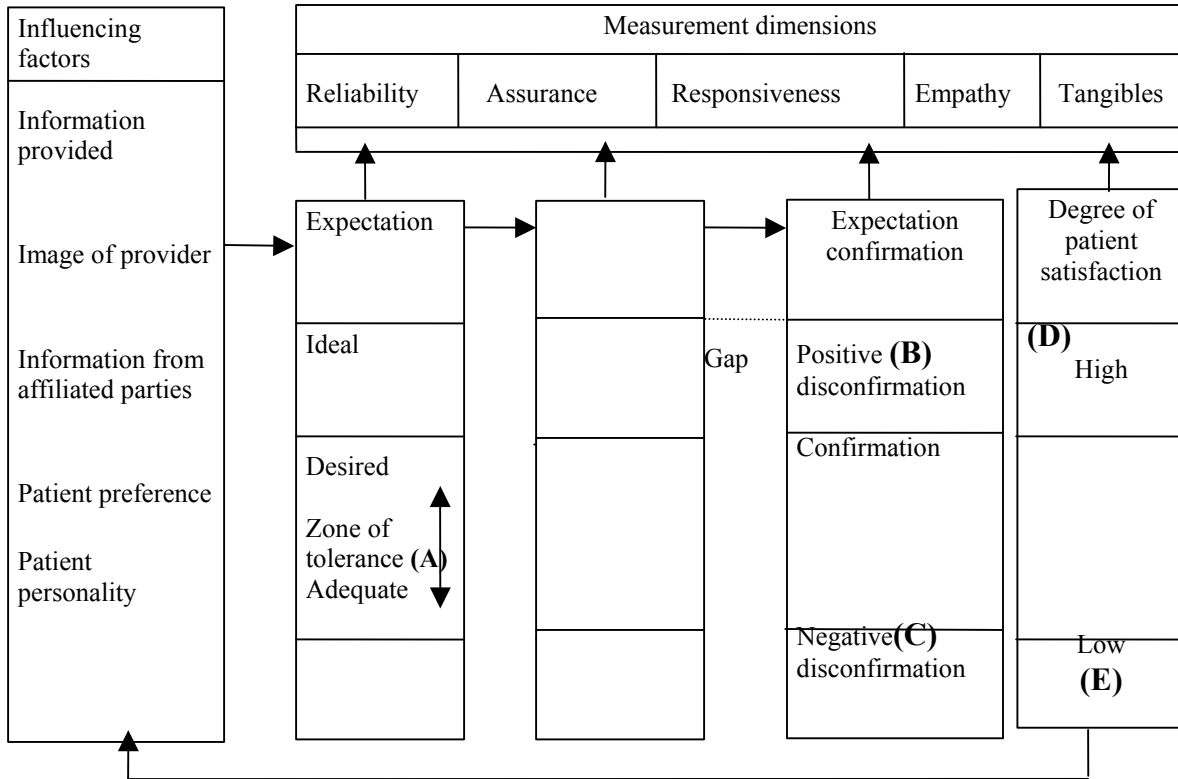 Influencing
factors
Information
provided
Image of provider
Information from
affiliated parties
Patient preference
Patient
personality
Measurement dimensions
Reliability
Assurance
Responsiveness
Empathy
Tangibles
Expectation
Ideal
Desired
Zone of
tolerance (A)
Adequate
Gap
Expectation
confirmation
Positive (B)
disconfirmation
Confirmation
Negative(C)
disconfirmation
Degree of
patient
satisfaction
(D)
High
Low
(E)